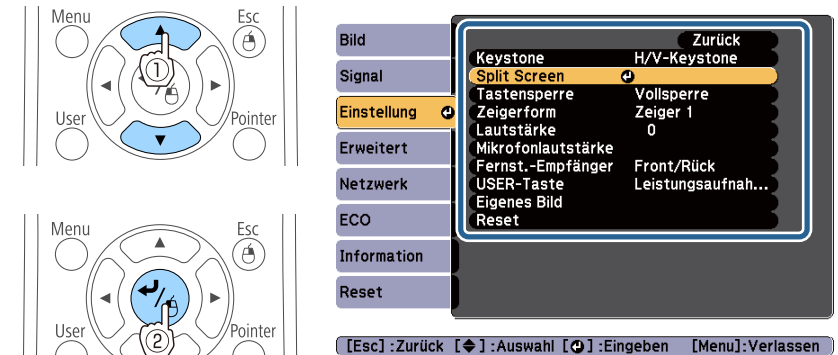 Menu
Esc
①
User
Pointer
Menu
Esc
User
Pointer
②
Bild
Signal
Einstellung
Erweitert
Netzwerk
ECO
Information
Reset
Zurück
Keystone H/V-Keystone
Split Screen
Tastensperre Vollsperre
Zeigerform Zeiger 1
Lautstärke 0
Mikrofonlautstärke
Fernst.-Empfänger Front/Rück
USER-Taste Leistungsaufnah...
Eigenes Bild
Reset
[Esc] :Zurück [◆] :Auswahl [↵] :Eingeben [Menu]:Verlassen